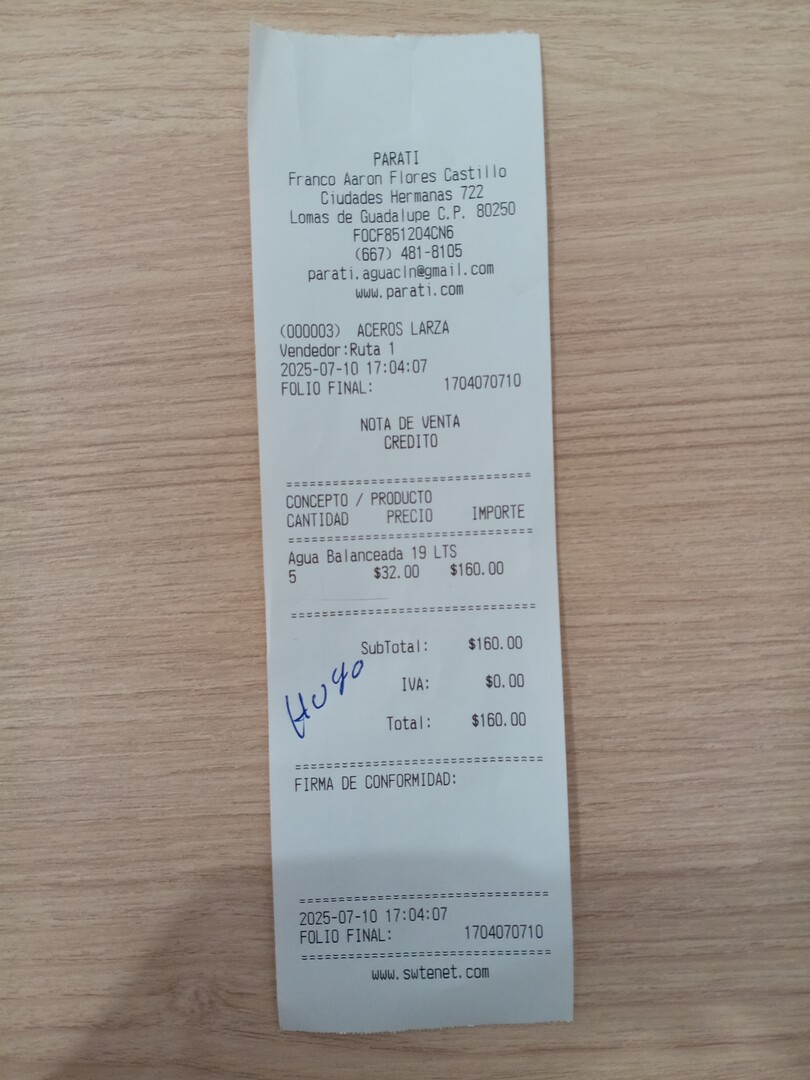 PARATI
Franco Aaron Flores Castillo
Ciudades Hermanas 722
Lomas de Guadalupe C.P. 80250
FOCF851204CN6
(667) 481-8105
parati.aguacln@gmail.com
www.parati.com
(000003) ACEROS LARZA
Vendedor:Ruta 1
2025-07-10 17:04:07
FOLIO FINAL: 1704070710
NOTA DE VENTA
CREDITO
================================
CONCEPTO / PRODUCTO
CANTIDAD PRECIO IMPORTE
================================
Agua Balanceada 19 LTS
5 $32.00 $160.00
================================
SubTotal: $160.00
Hugo
IVA: $0.00
Total: $160.00
================================
FIRMA DE CONFORMIDAD:
================================
2025-07-10 17:04:07
FOLIO FINAL: 1704070710
================================
www.swtenet.com